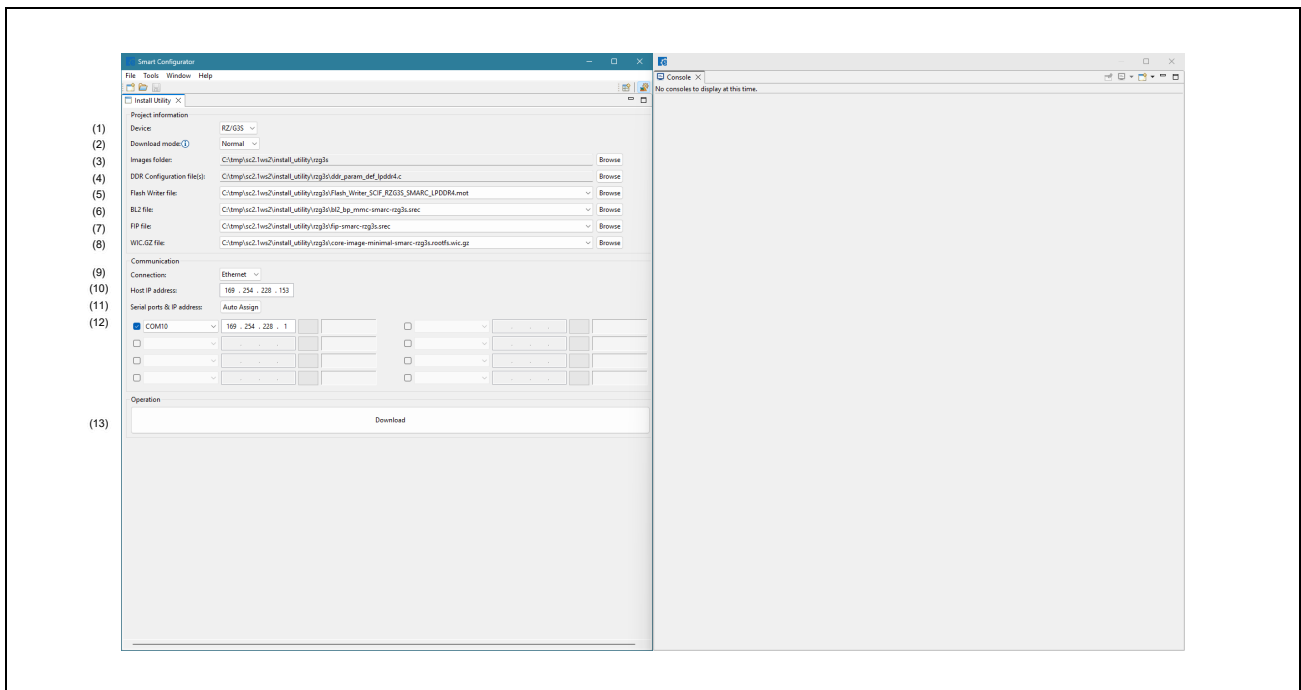 Smart Configurator
File Tools Window Help
Install Utility
Project information
(1) Device: RZ/G3S
(2) Download mode: Normal
(3) Images folder: C:\tmp\sc2.1ws2\install_utility\rzg3s Browse
(4) DDR Configuration file(s): C:\tmp\sc2.1ws2\install_utility\rzg3s\ddr_param_def_lpddr4.c Browse
(5) Flash Writer file: C:\tmp\sc2.1ws2\install_utility\rzg3s\Flash_Writer_SCIF_RZG3S_SMARC_LPDDR4.mot Browse
(6) BL2 file: C:\tmp\sc2.1ws2\install_utility\rzg3s\bl2_bp_mmc-smarc-rzg3s.srec Browse
(7) FIP file: C:\tmp\sc2.1ws2\install_utility\rzg3s\fip-smarc-rzg3s.srec Browse
(8) WIC.GZ file: C:\tmp\sc2.1ws2\install_utility\rzg3s\core-image-minimal-smarc-rzg3s.rootfs.wic.gz Browse
Communication
(9) Connection: Ethernet
(10) Host IP address: 169 . 254 . 228 . 153
(11) Serial ports & IP address: Auto Assign
(12) COM10 169 . 254 . 228 . 1
Operation
(13) Download
Console
No consoles to display at this time.